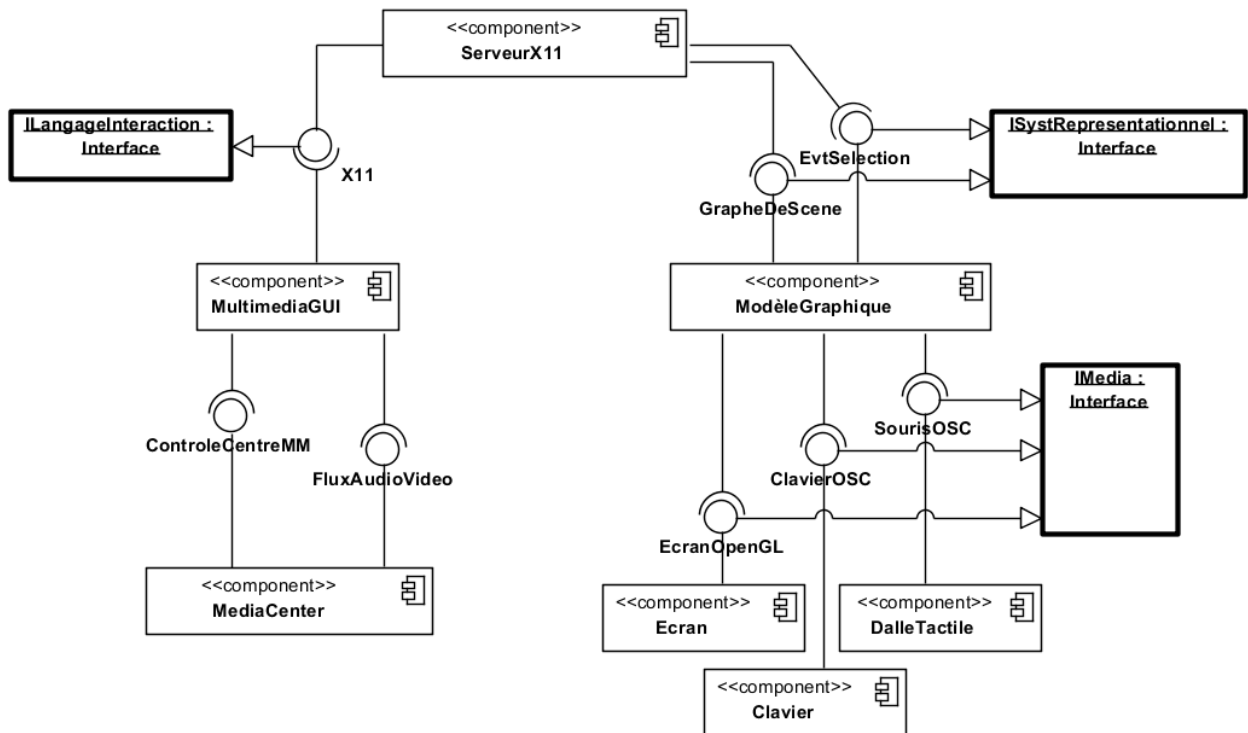 <<component>>
ServeurX11
ILangageInteraction :
Interface
ISystRepresentationnel :
Interface
EvtSelection
X11
GrapheDeScene
<<component>>
MultimediaGUI
<<component>>
ModèleGraphique
IMedia :
Interface
SourisOSC
ControleCentreMM
FluxAudioVideo
ClavierOSC
EcranOpenGL
<<component>>
MediaCenter
<<component>>
Ecran
<<component>>
DalleTactile
<<component>>
Clavier